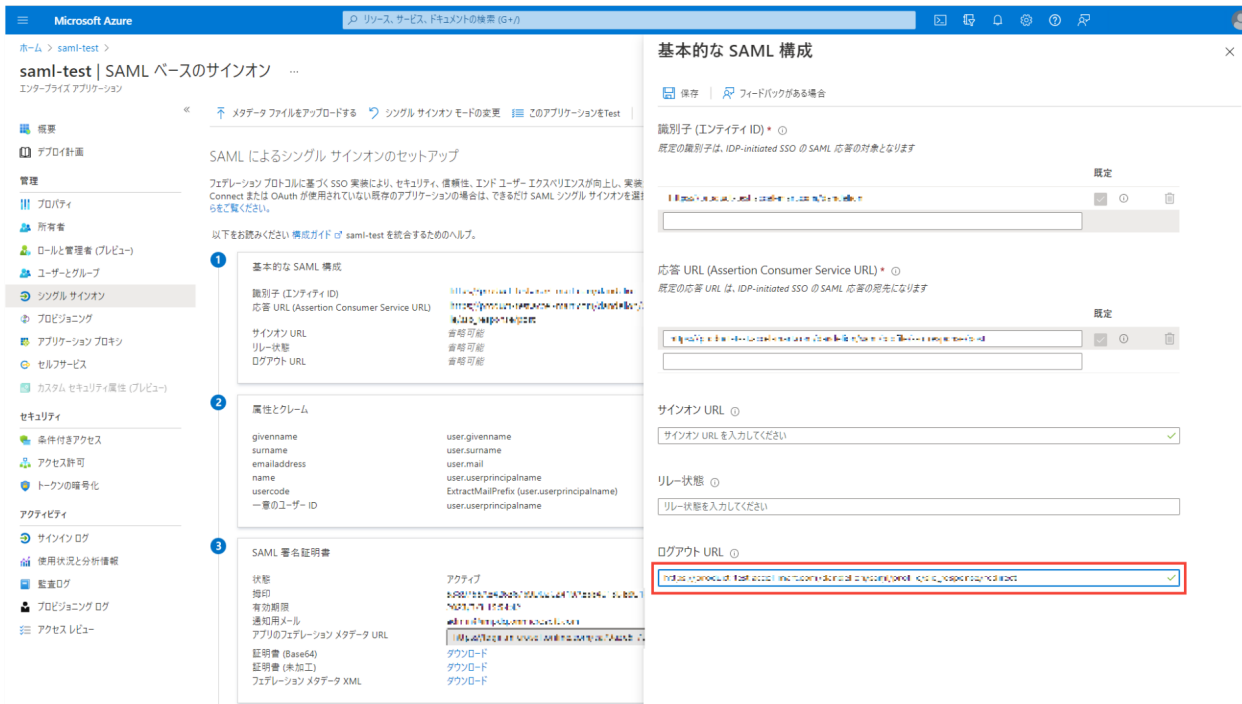 Microsoft Azure
リソース、サービス、ドキュメントの検索 (G+/)
ホーム > saml-test >
saml-test | SAML ベースのサインオン ...
エンタープライズ アプリケーション
概要
デプロイ計画
管理
プロパティ
所有者
ロールと管理者 (プレビュー)
ユーザーとグループ
シングル サインオン
プロビジョニング
アプリケーション プロキシ
セルフサービス
カスタム セキュリティ属性 (プレビュー)
セキュリティ
条件付きアクセス
アクセス許可
トークンの暗号化
アクティビティ
サインイン ログ
使用状況と分析情報
監査ログ
プロビジョニング ログ
アクセス レビュー
メタデータ ファイルをアップロードする シングル サインオン モードの変更 このアプリケーションをTest
SAML によるシングル サインオンのセットアップ
フェデレーション プロトコルに基づく SSO 実装により、セキュリティ、信頼性、エンド ユーザー エクスペリエンスが向上し、実装
Connect または OAuth が使用されていない既存のアプリケーションの場合は、できるだけ SAML シングル サインオンを選
らをご覧ください。
以下をお読みください 構成ガイド saml-test を統合するためのヘルプ。
1
基本的な SAML 構成
識別子 (エンティティ ID)
応答 URL (Assertion Consumer Service URL)
サインオン URL 省略可能
リレー状態 省略可能
ログアウト URL 省略可能
2
属性とクレーム
givenname user.givenname
surname user.surname
emailaddress user.mail
name user.userprincipalname
usercode ExtractMailPrefix (user.userprincipalname)
一意のユーザー ID user.userprincipalname
3
SAML 署名証明書
状態 アクティブ
拇印
有効期限
通知用メール
アプリのフェデレーション メタデータ URL
証明書 (Base64) ダウンロード
証明書 (未加工) ダウンロード
フェデレーション メタデータ XML ダウンロード
基本的な SAML 構成
保存 フィードバックがある場合
識別子 (エンティティ ID) *
既定の識別子は、IDP-initiated SSO の SAML 応答の対象となります
既定
応答 URL (Assertion Consumer Service URL) *
既定の応答 URL は、IDP-initiated SSO の SAML 応答の宛先になります
既定
サインオン URL
サインオン URL を入力してください
リレー状態
リレー状態を入力してください
ログアウト URL